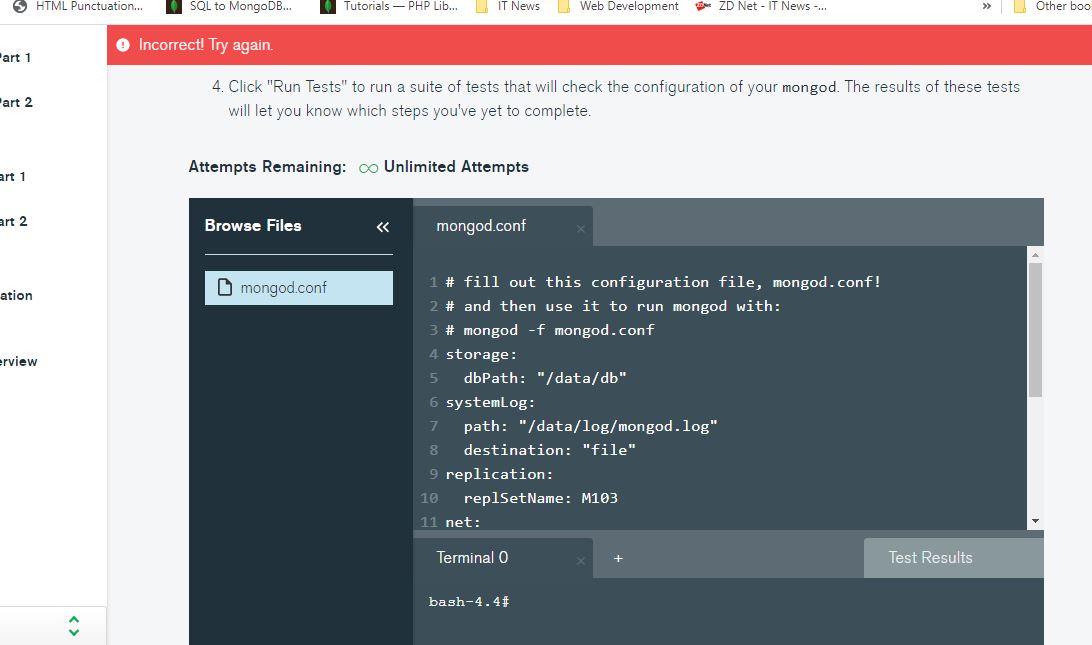 HTML Punctuation... SQL to MongoDB... Tutorials — PHP Lib... IT News Web Development ZD Net - IT News -... » Other boo
Incorrect! Try again.
Part 1
Part 2
art 1
art 2
ation
erview
4. Click "Run Tests" to run a suite of tests that will check the configuration of your mongod. The results of these tests
will let you know which steps you've yet to complete.
Attempts Remaining: ∞ Unlimited Attempts
Browse Files «
mongod.conf
mongod.conf ×
1 # fill out this configuration file, mongod.conf!
2 # and then use it to run mongod with:
3 # mongod -f mongod.conf
4 storage:
5   dbPath: "/data/db"
6 systemLog:
7   path: "/data/log/mongod.log"
8   destination: "file"
9 replication:
10   replSetName: M103
11 net:
Terminal 0 × + Test Results
bash-4.4#